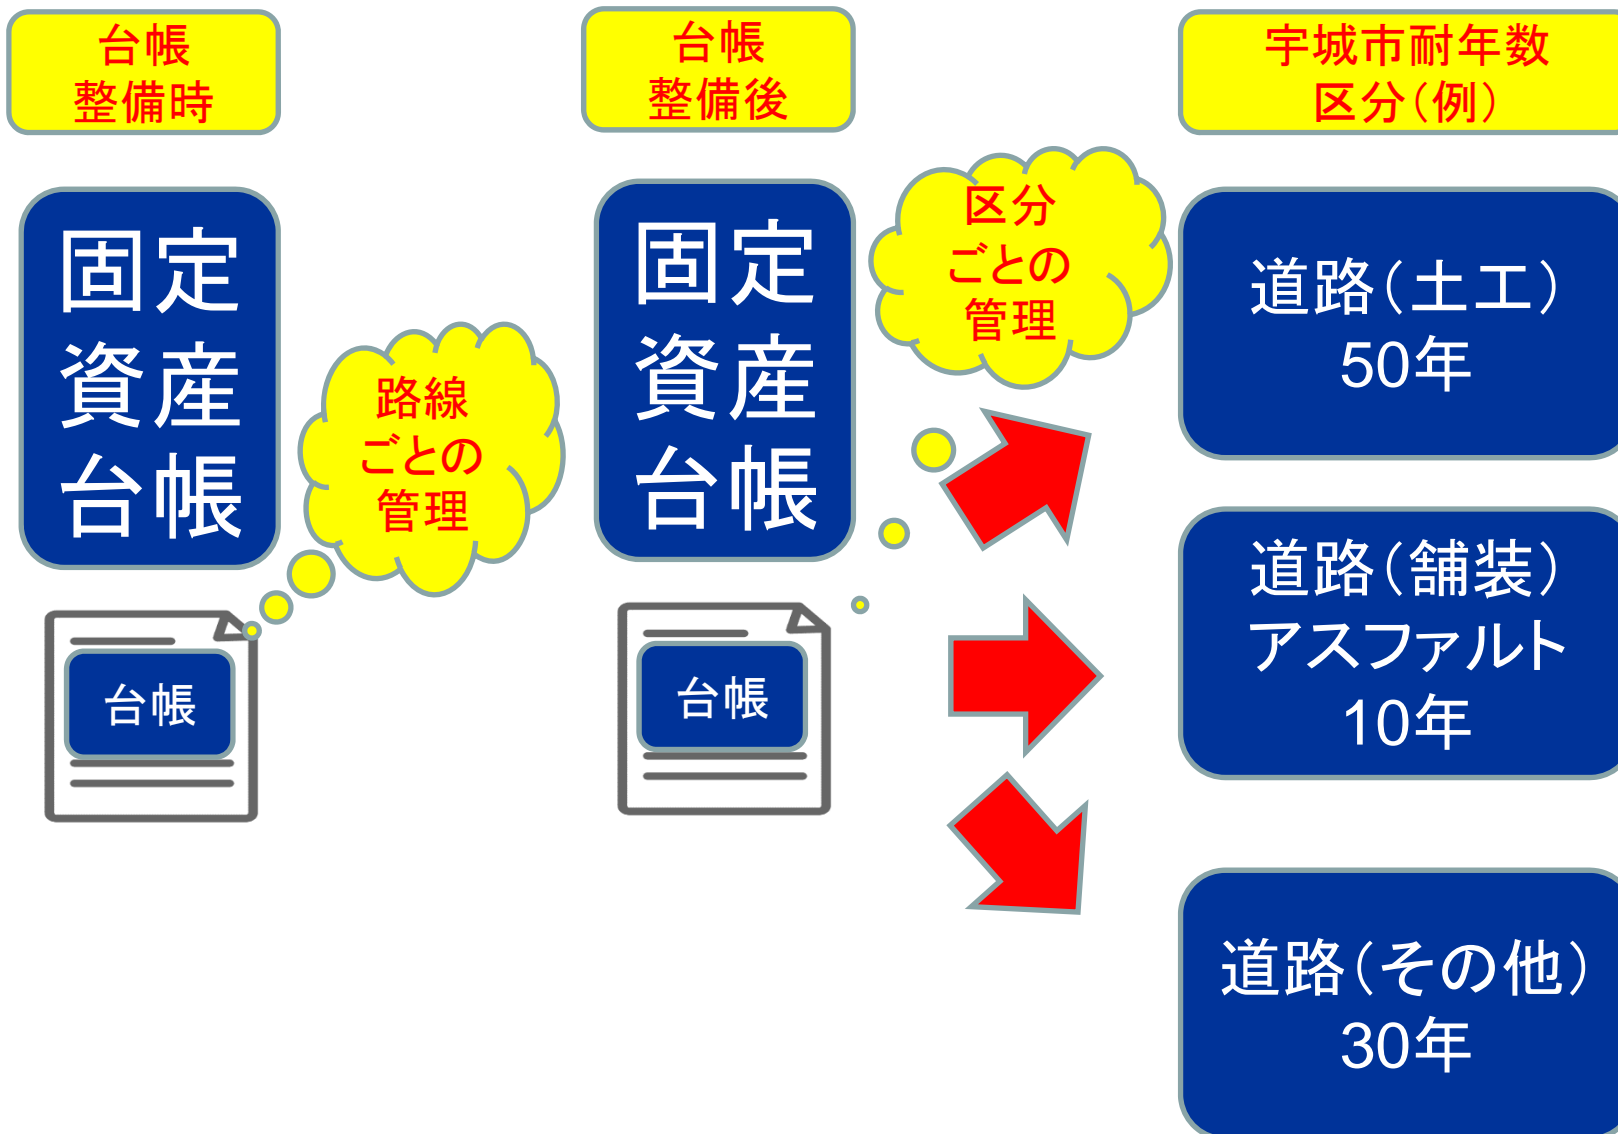 台帳
整備時
固定
資産
台帳
台帳
路線
ごとの
管理
台帳
整備後
固定
資産
台帳
台帳
区分
ごとの
管理
宇城市耐年数
区分(例)
道路(土工)
50年
道路(舗装)
アスファルト
10年
道路(その他)
30年